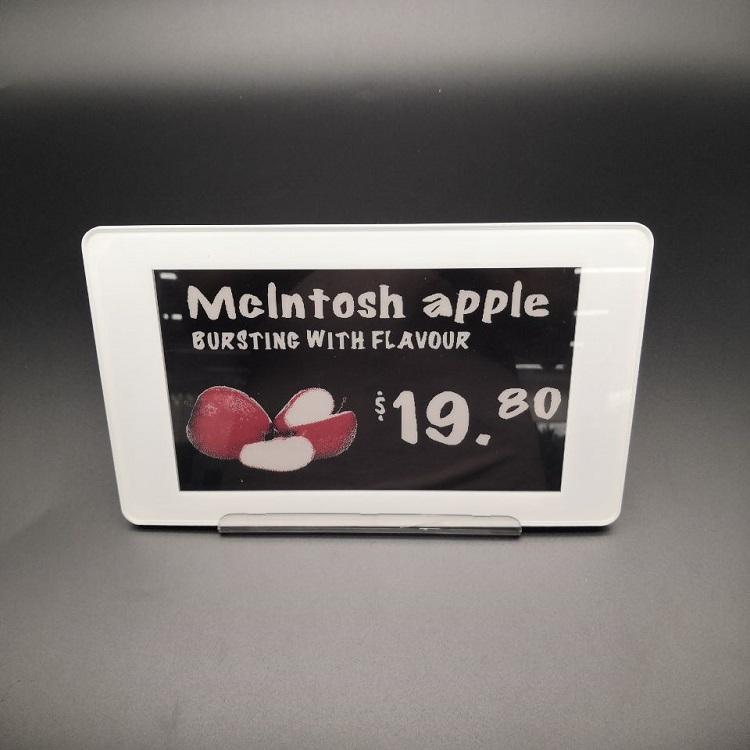 McIntosh apple
BURSTING WITH FLAVOUR
$19.80